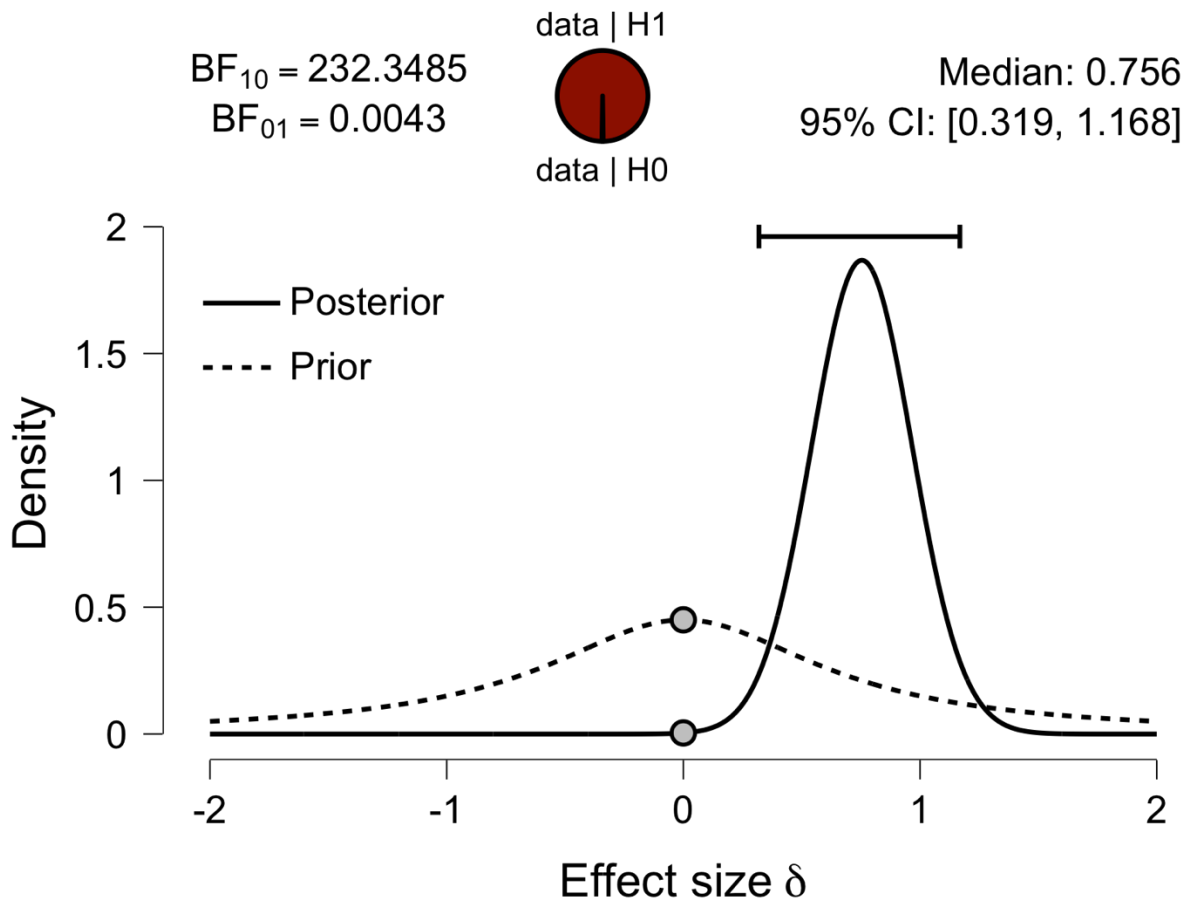 data | H1
BF₁₀ = 232.3485
BF₀₁ = 0.0043
data | H0
Median: 0.756
95% CI: [0.319, 1.168]
Posterior
Prior
Density
2
1.5
1
0.5
0
-2
-1
0
1
2
Effect size δ